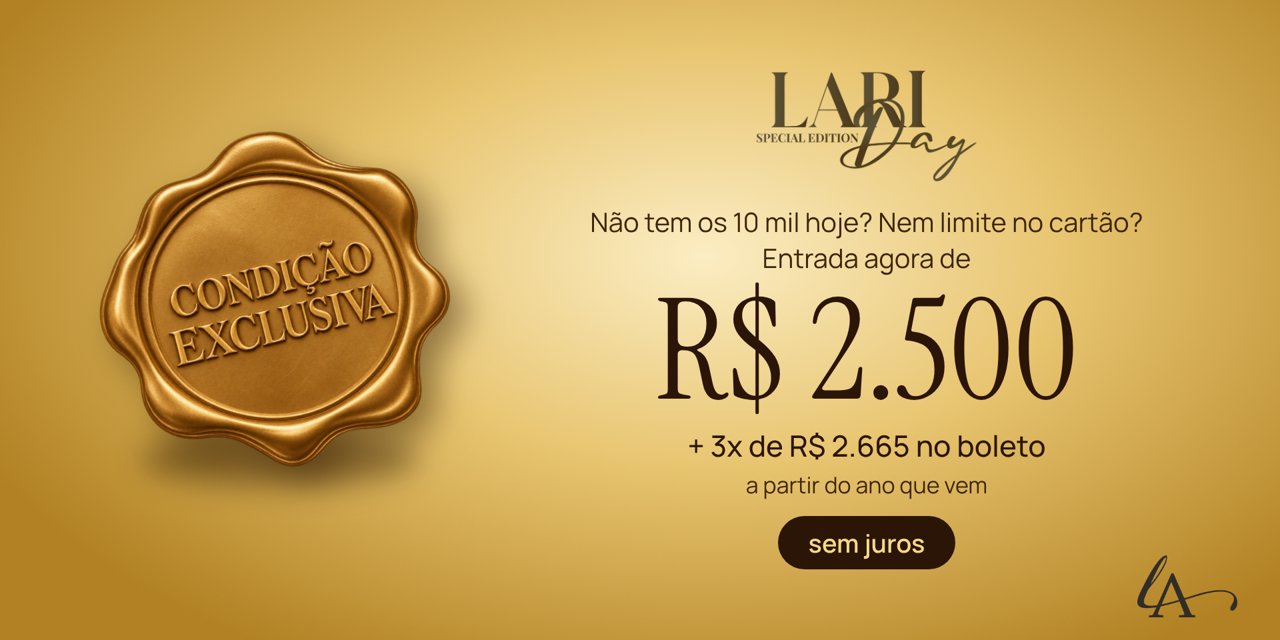 CONDIÇÃO
EXCLUSIVA
LARI
SPECIAL EDITION Day
Não tem os 10 mil hoje? Nem limite no cartão?
Entrada agora de
R$ 2.500
+ 3x de R$ 2.665 no boleto
a partir do ano que vem
sem juros
lA